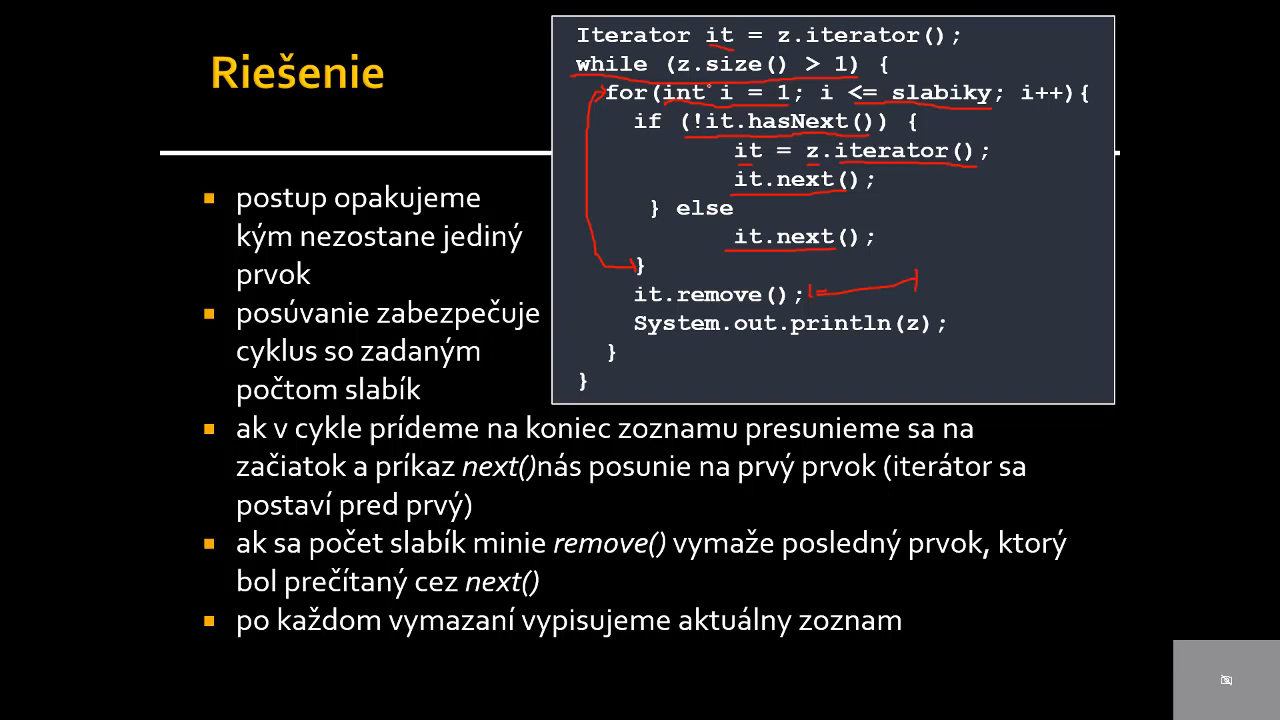 Riešenie
Iterator it = z.iterator();
while (z.size() > 1) {
for(int i = 1; i <= slabiky; i++){
if (!it.hasNext()) {
it = z.iterator();
it.next();
} else
it.next();
}
it.remove();
System.out.println(z);
}
}
postup opakujeme
kým nezostane jediný
prvok
posúvanie zabezpečuje
cyklus so zadaným
počtom slabík
ak v cykle prídeme na koniec zoznamu presunieme sa na
začiatok a príkaz next()nás posunie na prvý prvok (iterátor sa
postaví pred prvý)
ak sa počet slabík minie remove() vymaže posledný prvok, ktorý
bol prečítaný cez next()
po každom vymazaní vypisujeme aktuálny zoznam